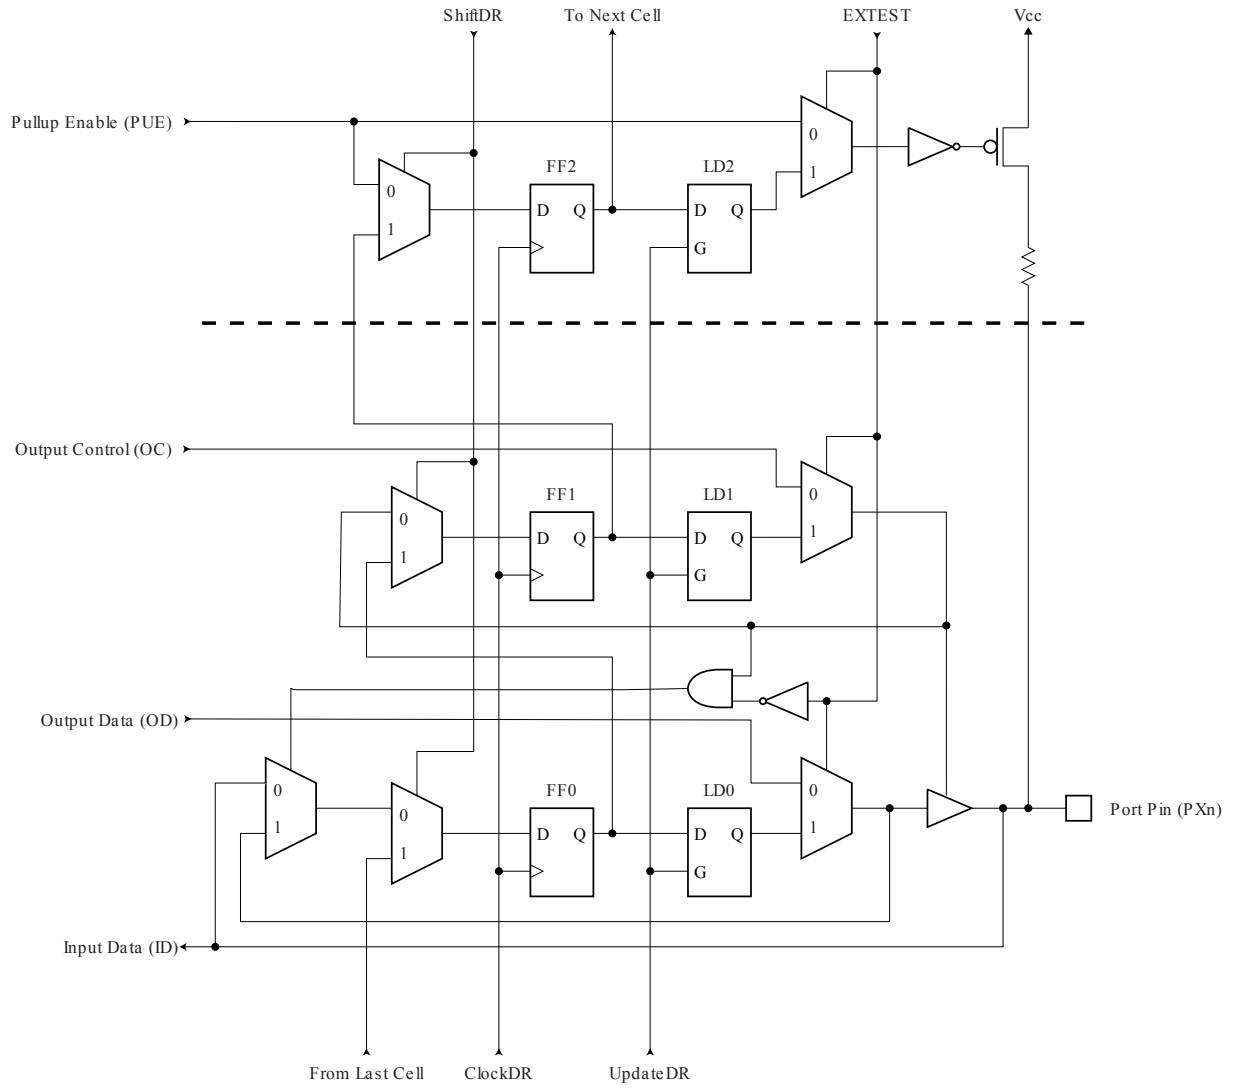 ShiftDR To Next Cell EXTEST Vcc
Pullup Enable (PUE)
0
FF2 LD2
0
1
D Q D Q
1
G
Output Control (OC)
FF1 LD1
0
0
1
D Q D Q
1
G
Output Data (OD)
0
FF0 LD0
0
0
Port Pin (PXn)
1
D Q D Q
1
1
G
Input Data (ID)
From Last Cell ClockDR UpdateDR